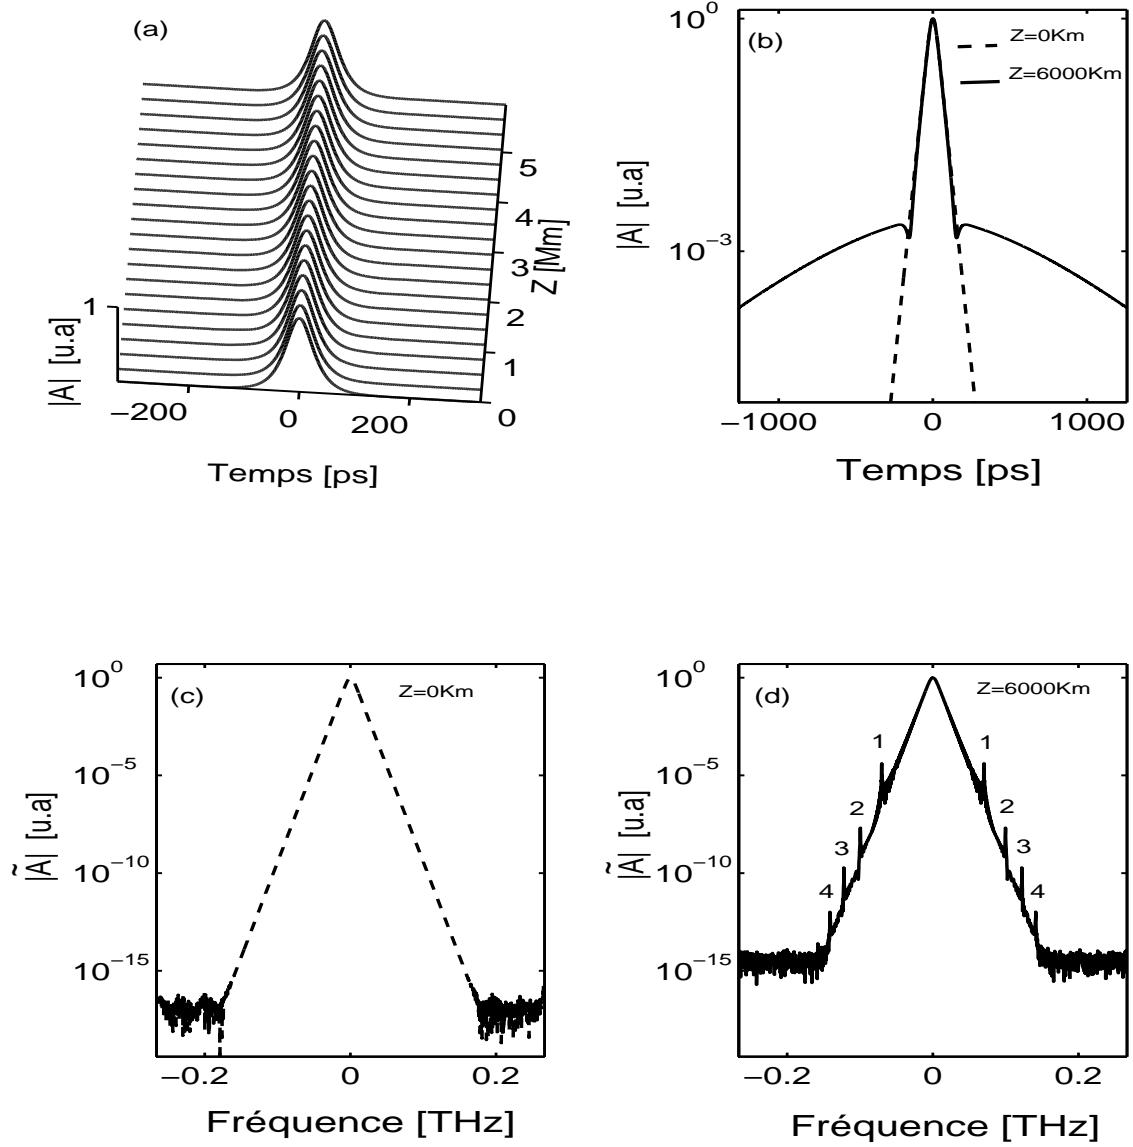 (a)
5
4
3
2
1
0
Z [Mm]
1
|A| [u.a]
−200
0
200
Temps [ps]
(b)
Z=0Km
Z=6000Km
10^0
10^−3
|A| [u.a]
−1000
0
1000
Temps [ps]
(c)
Z=0Km
10^0
10^−5
10^−10
10^−15
|Ã| [u.a]
−0.2
0
0.2
Fréquence [THz]
(d)
Z=6000Km
10^0
10^−5
10^−10
10^−15
|Ã| [u.a]
1
1
2
2
3
3
4
4
−0.2
0
0.2
Fréquence [THz]